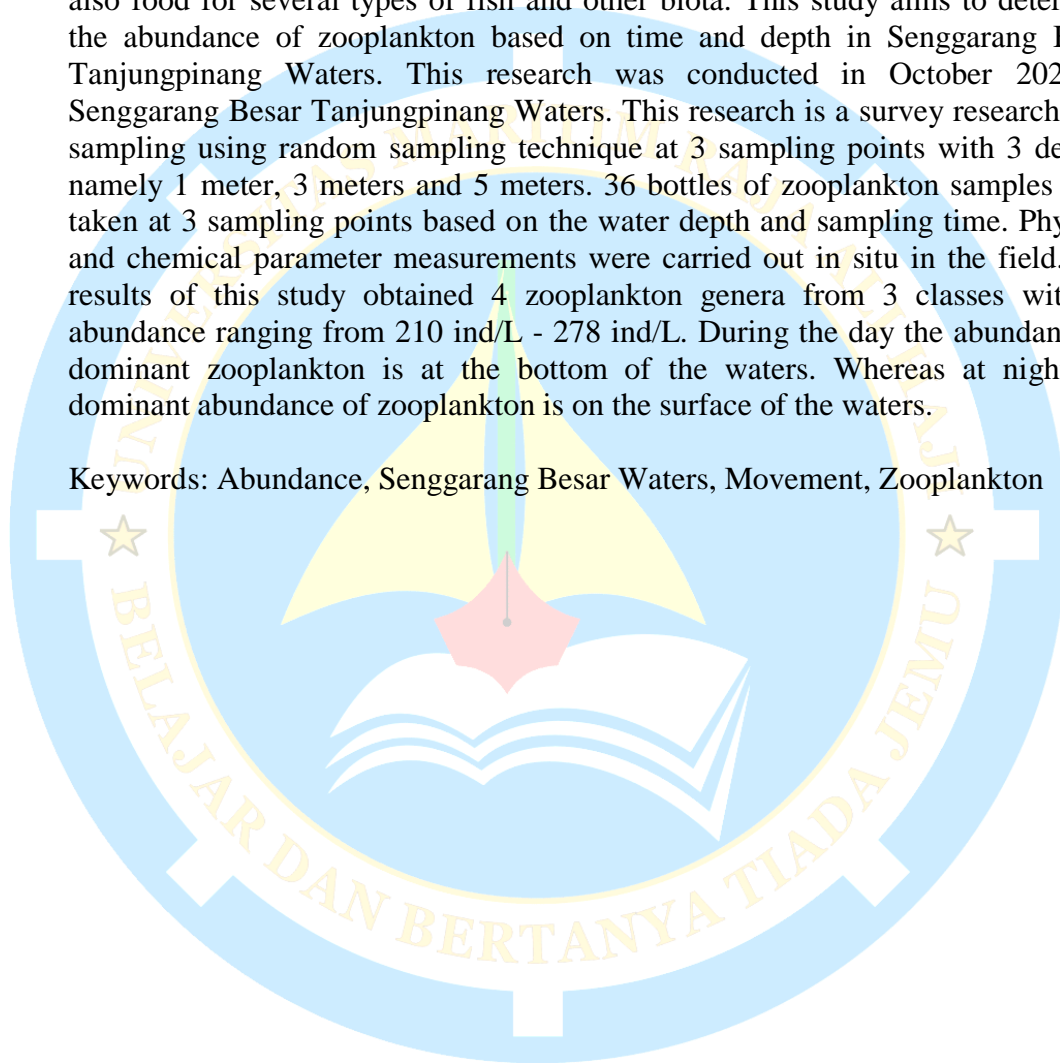 also food for several types of fish and other biota. This study aims to
the abundance of zooplankton based on time and depth in Senggarang
Tanjungpinang Waters. This research was conducted in October
Senggarang Besar Tanjungpinang Waters. This research is a survey research
sampling using random sampling technique at 3 sampling points with 3
namely 1 meter, 3 meters and 5 meters. 36 bottles of zooplankton samples
taken at 3 sampling points based on the water depth and sampling time.
and chemical parameter measurements were carried out in situ in the field.
results of this study obtained 4 zooplankton genera from 3 classes
abundance ranging from 210 ind/L - 278 ind/L. During the day the
dominant zooplankton is at the bottom of the waters. Whereas at
dominant abundance of zooplankton is on the surface of the waters.
Keywords: Abundance, Senggarang Besar Waters, Movement, Zooplankton
UNIVERSITAS MARITIM RAJA ALI HAJI
BELAJAR DAN BERTANYA TIADA JEMU